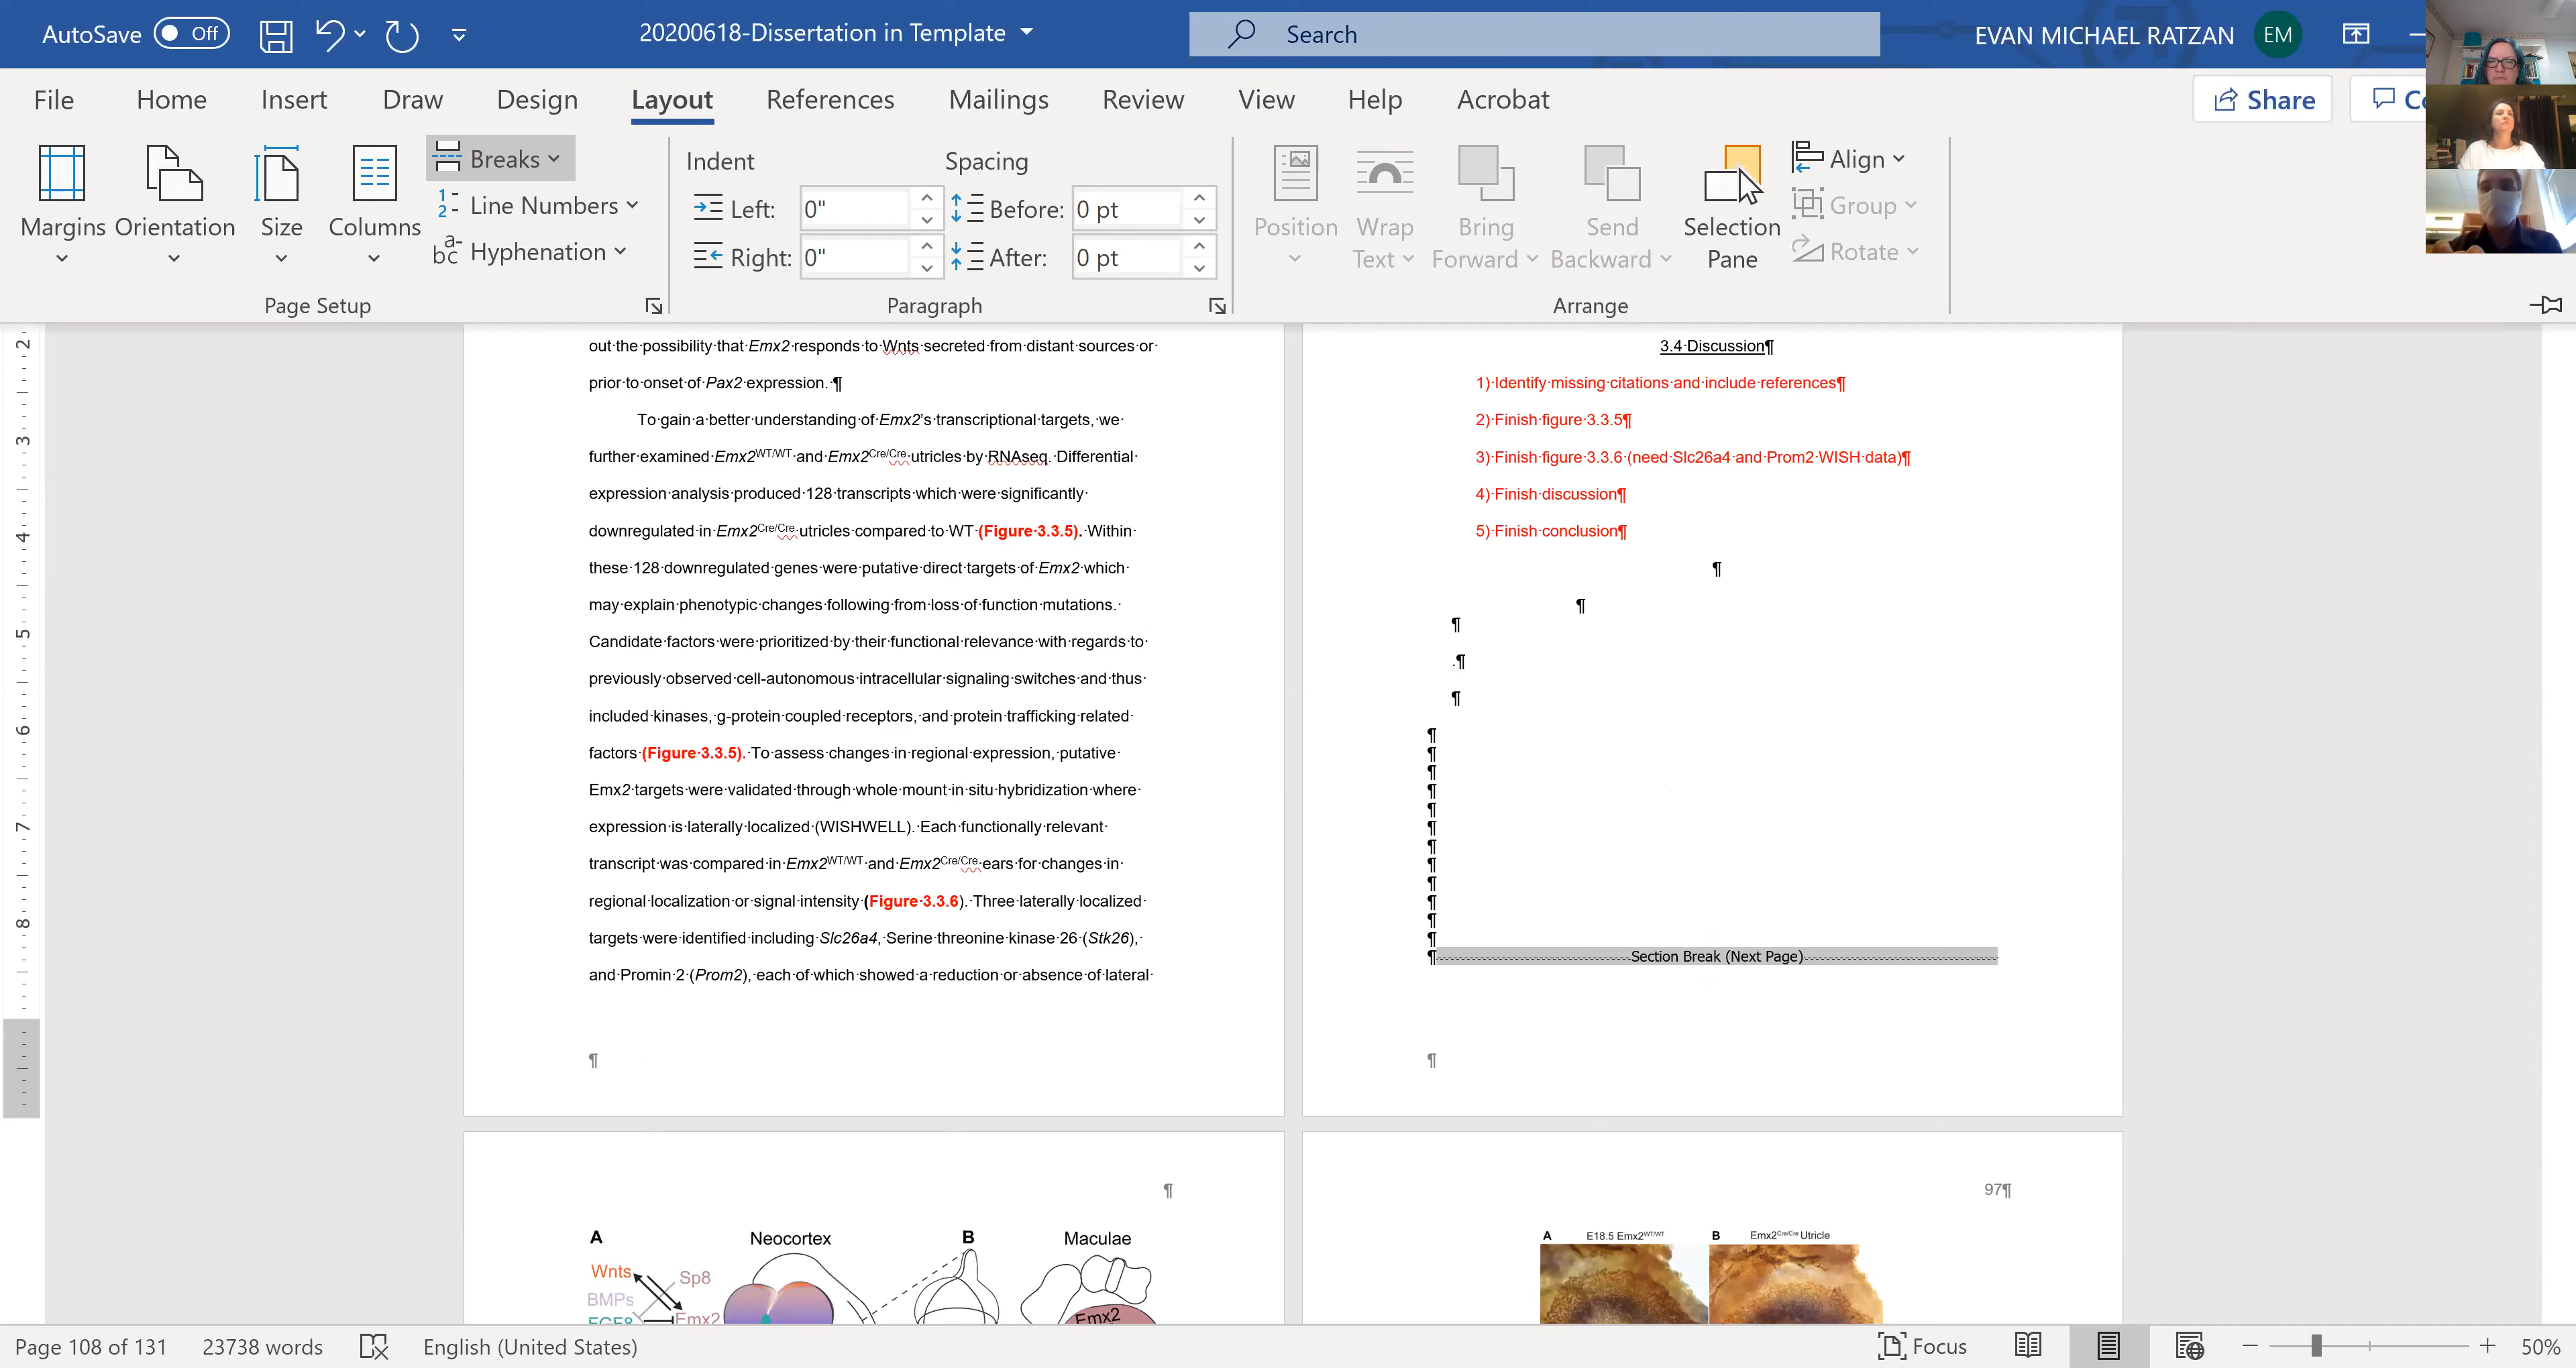 AutoSave Off 20200618-Dissertation in Template Search EVAN MICHAEL RATZAN EM
File Home Insert Draw Design Layout References Mailings Review View Help Acrobat Share Co
Breaks Indent Spacing Align
Line Numbers Left: 0" Before: 0 pt Group
Margins Orientation Size Columns Position Wrap Bring Send Selection
Hyphenation Right: 0" After: 0 pt Text Forward Backward Pane Rotate
Page Setup Paragraph Arrange
2
3
4
5
6
7
8
out·the·possibility·that·Emx2·responds·to·Wnts·secreted·from·distant·sources·or·
prior·to·onset·of·Pax2·expression.·¶
To·gain·a·better·understanding·of·Emx2's·transcriptional·targets,·we·
further·examined·Emx2WT/WT·and·Emx2Cre/Cre·utricles·by·RNAseq.·Differential·
expression·analysis·produced·128·transcripts·which·were·significantly·
downregulated·in·Emx2Cre/Cre·utricles·compared·to·WT·(Figure·3.3.5).·Within·
these·128·downregulated·genes·were·putative·direct·targets·of·Emx2·which·
may·explain·phenotypic·changes·following·from·loss·of·function·mutations.·
Candidate·factors·were·prioritized·by·their·functional·relevance·with·regards·to·
previously·observed·cell-autonomous·intracellular·signaling·switches·and·thus·
included·kinases,·g-protein·coupled·receptors,·and·protein·trafficking·related·
factors·(Figure·3.3.5).·To·assess·changes·in·regional·expression,·putative·
Emx2·targets·were·validated·through·whole·mount·in·situ·hybridization·where·
expression·is·laterally·localized·(WISHWELL).·Each·functionally·relevant·
transcript·was·compared·in·Emx2WT/WT·and·Emx2Cre/Cre·ears·for·changes·in·
regional·localization·or·signal·intensity·(Figure·3.3.6).·Three·laterally·localized·
targets·were·identified·including·Slc26a4,·Serine·threonine·kinase·26·(Stk26),·
and·Promin·2·(Prom2),·each·of·which·showed·a·reduction·or·absence·of·lateral·
¶
3.4·Discussion¶
1)·Identify·missing·citations·and·include·references¶
2)·Finish·figure·3.3.5¶
3)·Finish·figure·3.3.6·(need·Slc26a4·and·Prom2·WISH·data)¶
4)·Finish·discussion¶
5)·Finish·conclusion¶
¶
¶
¶
·¶
¶
¶
¶
¶
¶
¶
¶
¶
¶
¶
¶
¶
¶
¶Section Break (Next Page)
¶
¶
A Neocortex B Maculae
Wnts Sp8
BMPs
FGF8 Emx2 Emx2
97¶
A E18.5 Emx2WT/WT B Emx2Cre/Cre Utricle
Page 108 of 131 23738 words English (United States) Focus 50%